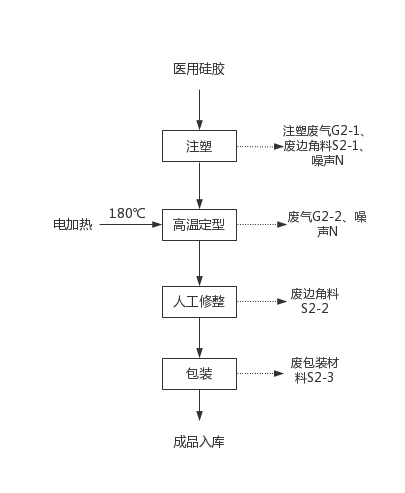 医用硅胶
注塑
注塑废气G2-1、
废边角料S2-1、
噪声N
电加热
180℃
高温定型
废气G2-2、噪
声N
人工修整
废边角料
S2-2
包装
废包装材
料S2-3
成品入库